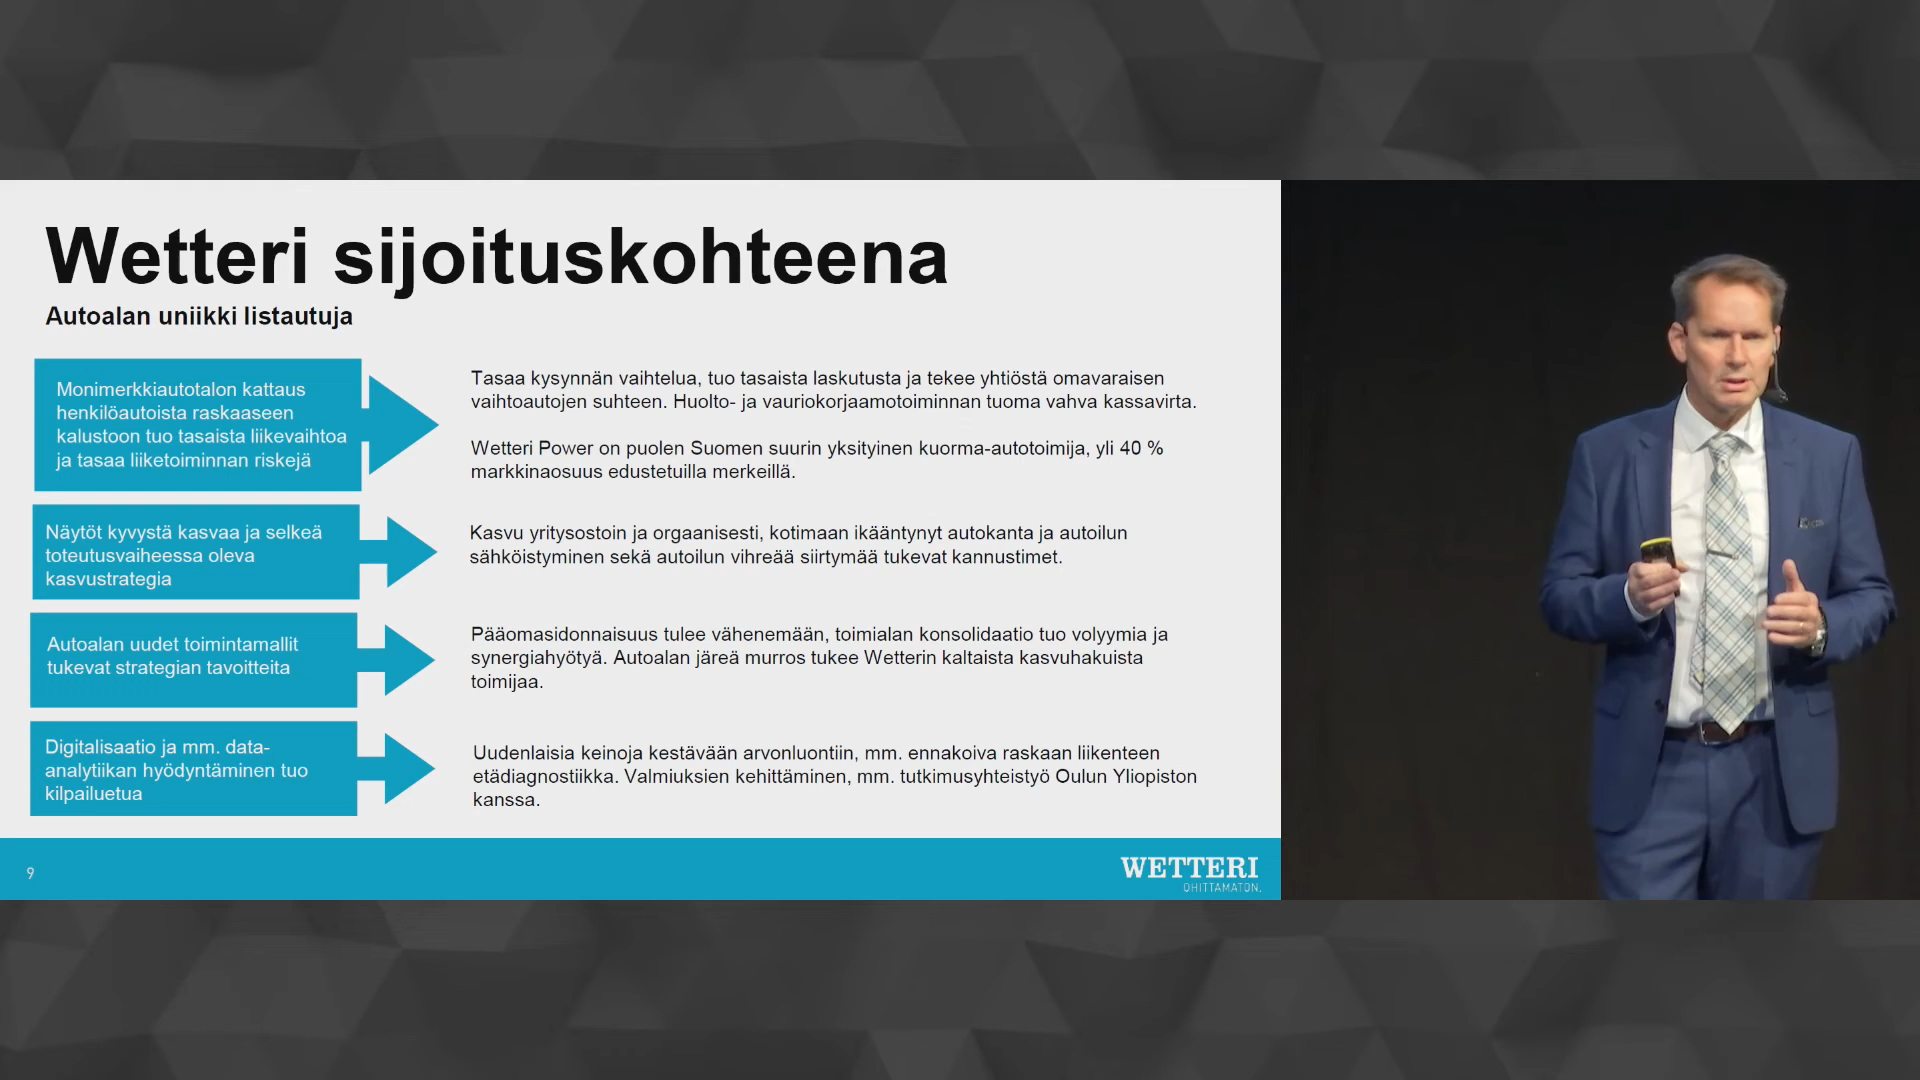 Wetteri sijoituskohteena
Autoalan uniikki listautuja
Monimerkkiautotalon kattaus
henkilöautoista raskaaseen
kalustoon tuo tasaista liikevaihtoa
ja tasaa liiketoiminnan riskejä
Tasaa kysynnän vaihtelua, tuo tasaista laskutusta ja tekee yhtiöstä omavaraisen
vaihtoautojen suhteen. Huolto- ja vauriokorjaamotoiminnan tuoma vahva kassavirta.
Wetteri Power on puolen Suomen suurin yksityinen kuorma-autotoimija, yli 40 %
markkinaosuus edustetuilla merkeillä.
Näytöt kyvystä kasvaa ja selkeä
toteutusvaiheessa oleva
kasvustrategia
Kasvu yritysostoin ja orgaanisesti, kotimaan ikääntynyt autokanta ja autoilun
sähköistyminen sekä autoilun vihreää siirtymää tukevat kannustimet.
Autoalan uudet toimintamallit
tukevat strategian tavoitteita
Pääomasidonnaisuus tulee vähenemään, toimialan konsolidaatio tuo volyymia ja
synergiahyötyä. Autoalan järeä murros tukee Wetterin kaltaista kasvuhakuista
toimijaa.
Digitalisaatio ja mm. data-
analytiikan hyödyntäminen tuo
kilpailuetua
Uudenlaisia keinoja kestävään arvonluontiin, mm. ennakoiva raskaan liikenteen
etädiagnostiikka. Valmiuksien kehittäminen, mm. tutkimusyhteistyö Oulun Yliopiston
kanssa.
9
WETTERI
OHITTAMATON.